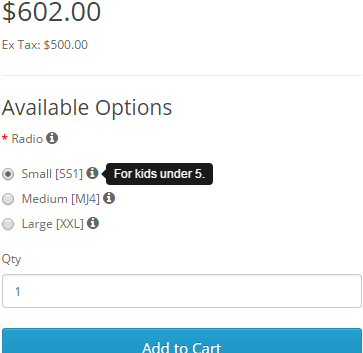 $602.00
Ex Tax: $500.00
Available Options
* Radio
Small [SS1] For kids under 5.
Medium [MJ4]
Large [XXL]
Qty
1
Add to Cart